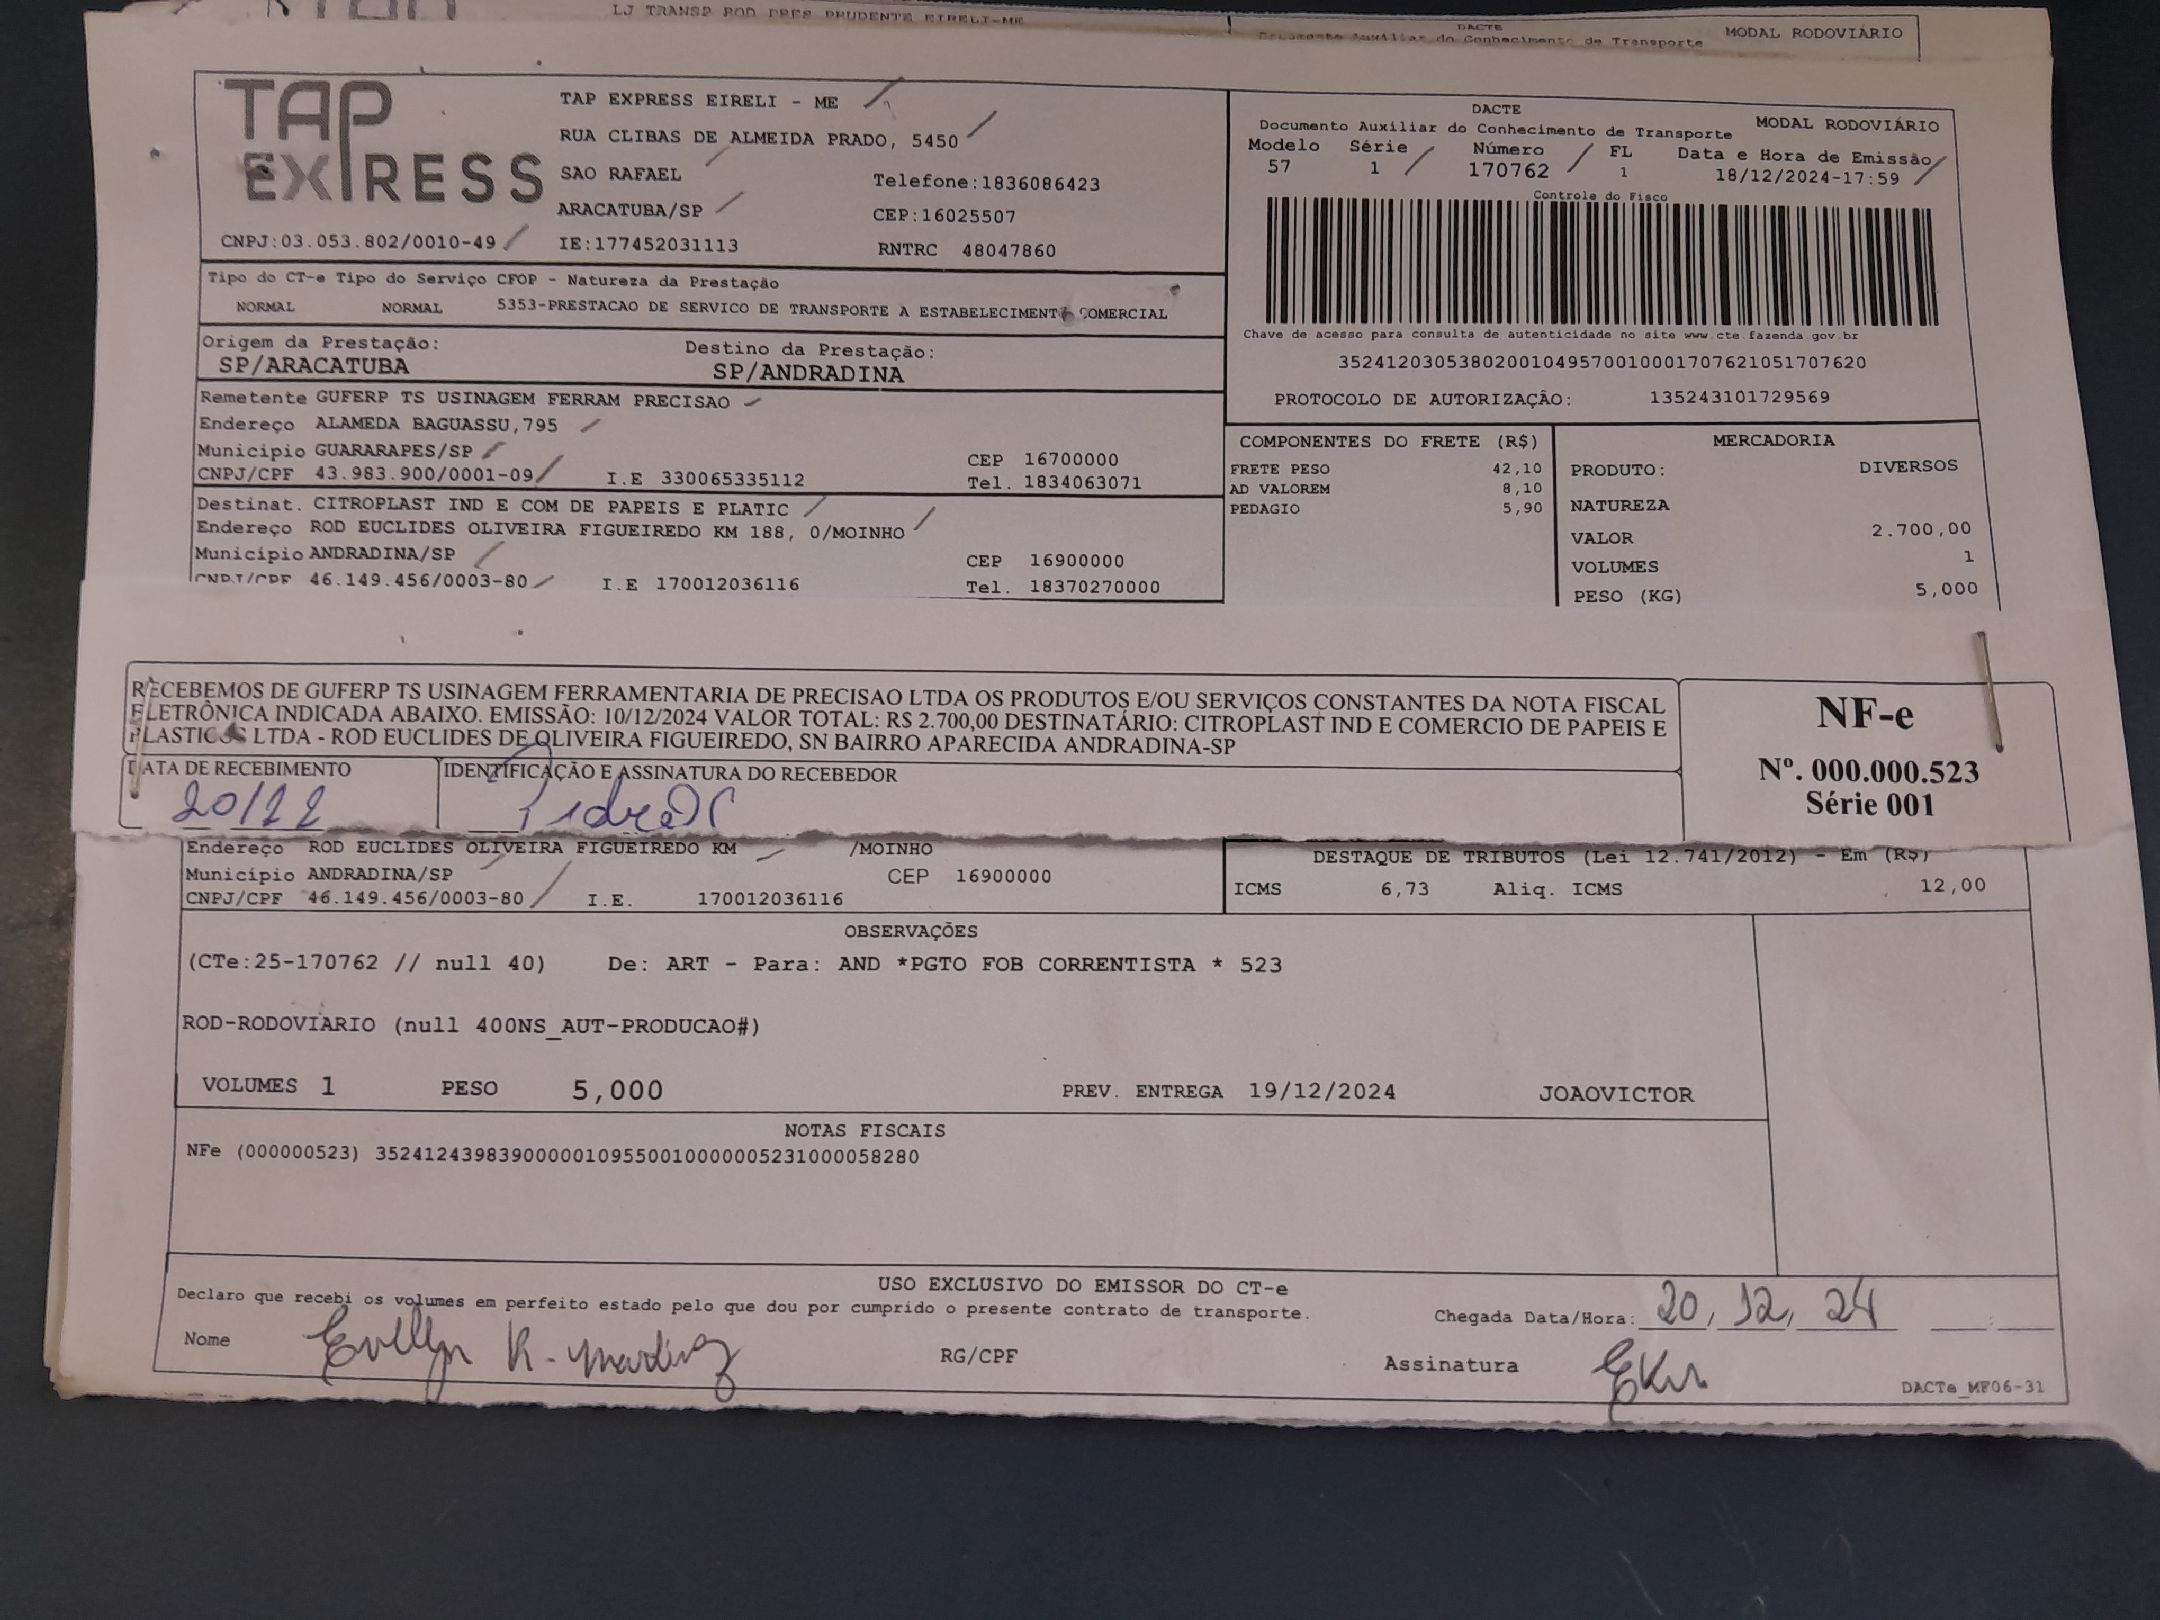 LJ TRANSP ROD PRES PRUDENTE EIRELI-ME
DACTE
Documento Auxiliar do Conhecimento de Transporte
MODAL RODOVIÁRIO
TAP EXPRESS
TAP EXPRESS EIRELI - ME
RUA CLIBAS DE ALMEIDA PRADO, 5450
SAO RAFAEL
Telefone:1836086423
ARACATUBA/SP
CEP:16025507
CNPJ:03.053.802/0010-49
IE:177452031113
RNTRC 48047860
DACTE
Documento Auxiliar do Conhecimento de Transporte
MODAL RODOVIÁRIO
Modelo Série Número FL Data e Hora de Emissão
57 1 170762 1 18/12/2024-17:59
Controle do Fisco
Chave de acesso para consulta de autenticidade no site www.cte.fazenda.gov.br
35241203053802001049570010001707621051707620
PROTOCOLO DE AUTORIZAÇÃO: 135243101729569
Tipo do CT-e Tipo do Serviço CFOP - Natureza da Prestação
NORMAL NORMAL 5353-PRESTACAO DE SERVICO DE TRANSPORTE A ESTABELECIMENTO COMERCIAL
Origem da Prestação: Destino da Prestação:
SP/ARACATUBA SP/ANDRADINA
Remetente GUFERP TS USINAGEM FERRAM PRECISAO
Endereço ALAMEDA BAGUASSU,795
Município GUARARAPES/SP CEP 16700000
CNPJ/CPF 43.983.900/0001-09 I.E 330065335112 Tel. 1834063071
Destinat. CITROPLAST IND E COM DE PAPEIS E PLATIC
Endereço ROD EUCLIDES OLIVEIRA FIGUEIREDO KM 188, 0/MOINHO
Município ANDRADINA/SP CEP 16900000
CNPJ/CPF 46.149.456/0003-80 I.E 170012036116 Tel. 18370270000
COMPONENTES DO FRETE (R$)
FRETE PESO 42,10
AD VALOREM 8,10
PEDAGIO 5,90
MERCADORIA
PRODUTO: DIVERSOS
NATUREZA
VALOR 2.700,00
VOLUMES 1
PESO (KG) 5,000
RECEBEMOS DE GUFERP TS USINAGEM FERRAMENTARIA DE PRECISAO LTDA OS PRODUTOS E/OU SERVIÇOS CONSTANTES DA NOTA FISCAL
ELETRÔNICA INDICADA ABAIXO. EMISSÃO: 10/12/2024 VALOR TOTAL: R$ 2.700,00 DESTINATÁRIO: CITROPLAST IND E COMERCIO DE PAPEIS E
PLASTICOS LTDA - ROD EUCLIDES DE OLIVEIRA FIGUEIREDO, SN BAIRRO APARECIDA ANDRADINA-SP
DATA DE RECEBIMENTO IDENTIFICAÇÃO E ASSINATURA DO RECEBEDOR
NF-e
Nº. 000.000.523
Série 001
Endereço ROD EUCLIDES OLIVEIRA FIGUEIREDO KM /MOINHO
Município ANDRADINA/SP CEP 16900000
CNPJ/CPF 46.149.456/0003-80 I.E. 170012036116
DESTAQUE DE TRIBUTOS (Lei 12.741/2012) - Em (R$)
ICMS 6,73 Aliq. ICMS 12,00
OBSERVAÇÕES
(CTe:25-170762 // null 40) De: ART - Para: AND *PGTO FOB CORRENTISTA * 523
ROD-RODOVIARIO (null 400NS_AUT-PRODUCAO#)
VOLUMES 1 PESO 5,000 PREV. ENTREGA 19/12/2024 JOAOVICTOR
NOTAS FISCAIS
NFe (000000523) 35241243983900000109550010000005231000058280
USO EXCLUSIVO DO EMISSOR DO CT-e
Declaro que recebi os volumes em perfeito estado pelo que dou por cumprido o presente contrato de transporte.
Chegada Data/Hora: 20, 12, 24 :
Nome Evellyn K. Martinez RG/CPF Assinatura EKM
DACTe_MF06-31